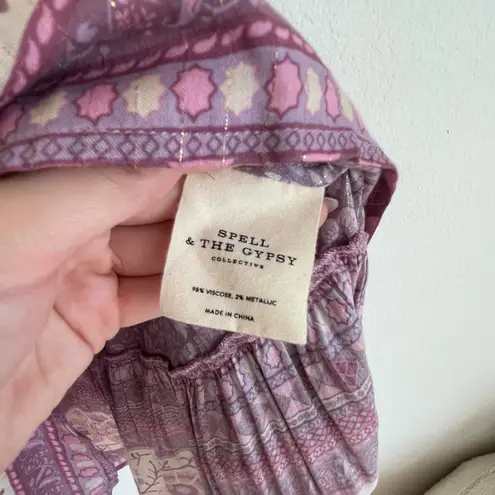 SPELL
& THE GYPSY
COLLECTIVE
98% VISCOSE, 2% METALLIC
MADE IN CHINA